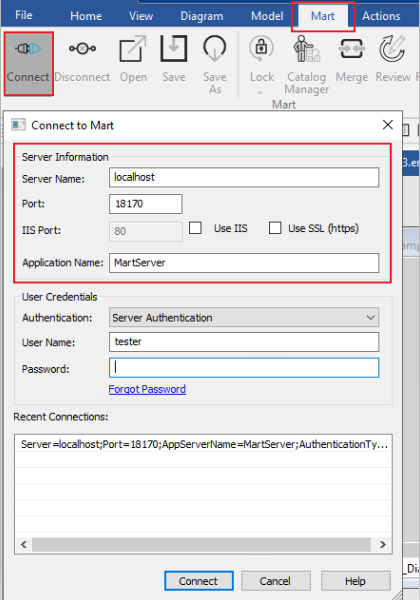 File Home View Diagram Model Mart Actions
Connect Disconnect Open Save Save As Lock Catalog Manager Merge Review
Mart
Connect to Mart
3.er
Server Information
Server Name: localhost
Port: 18170
IIS Port: 80 Use IIS Use SSL (https)
Application Name: MartServer
User Credentials
Authentication: Server Authentication
User Name: tester
Password:
Forgot Password
Recent Connections:
Server=localhost;Port=18170;AppServerName=MartServer;AuthenticationTy...
_Dia
Connect Cancel Help